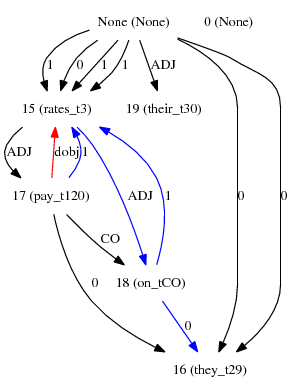 None (None) 0 (None)
1 0 1 1 ADJ
15 (rates_t3) 19 (their_t30)
ADJ dobj 1 ADJ 1 0 0
17 (pay_t120)
CO
0 18 (on_tCO)
0
16 (they_t29)